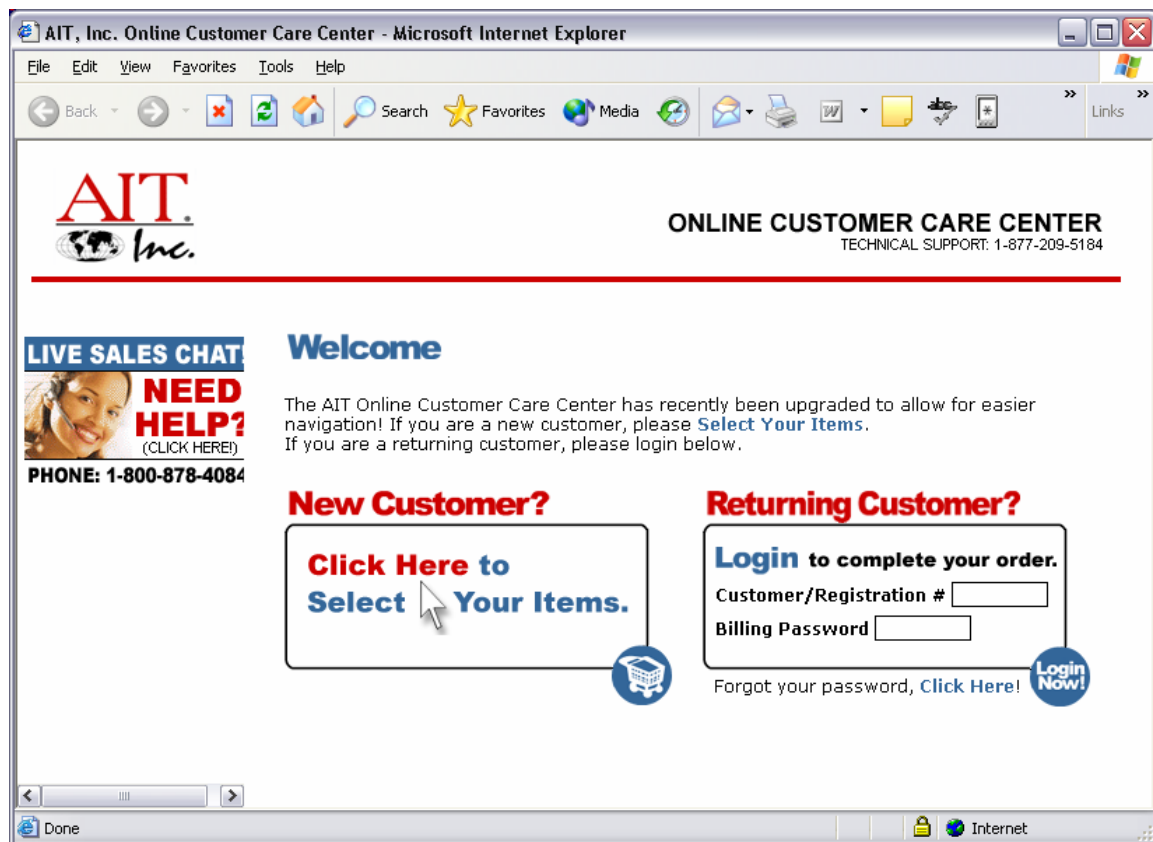 AIT, Inc. Online Customer Care Center - Microsoft Internet Explorer
File Edit View Favorites Tools Help
Back Search Favorites Media Links
AIT.
Inc.
ONLINE CUSTOMER CARE CENTER
TECHNICAL SUPPORT: 1-877-209-5184
LIVE SALES CHAT!
NEED
HELP?
(CLICK HERE!)
PHONE: 1-800-878-4084
Welcome
The AIT Online Customer Care Center has recently been upgraded to allow for easier
navigation! If you are a new customer, please Select Your Items.
If you are a returning customer, please login below.
New Customer?
Click Here to
Select Your Items.
Returning Customer?
Login to complete your order.
Customer/Registration #
Billing Password
Login
Now!
Forgot your password, Click Here!
Done
Internet